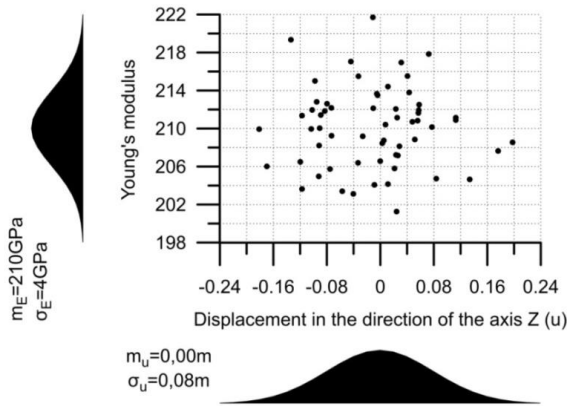 222
218
214
210
206
202
198
Young's modulus
m_E=210GPa
σ_E=4GPa
-0.24 -0.16 -0.08 0 0.08 0.16 0.24
Displacement in the direction of the axis Z (u)
m_u=0,00m
σ_u=0,08m